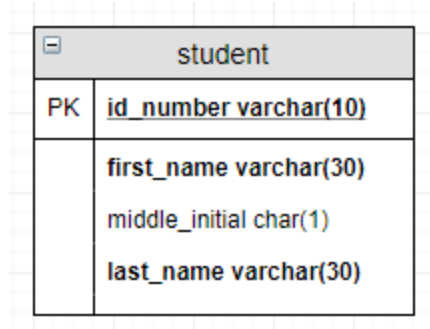 student
PK id_number varchar(10)
first_name varchar(30)
middle_initial char(1)
last_name varchar(30)